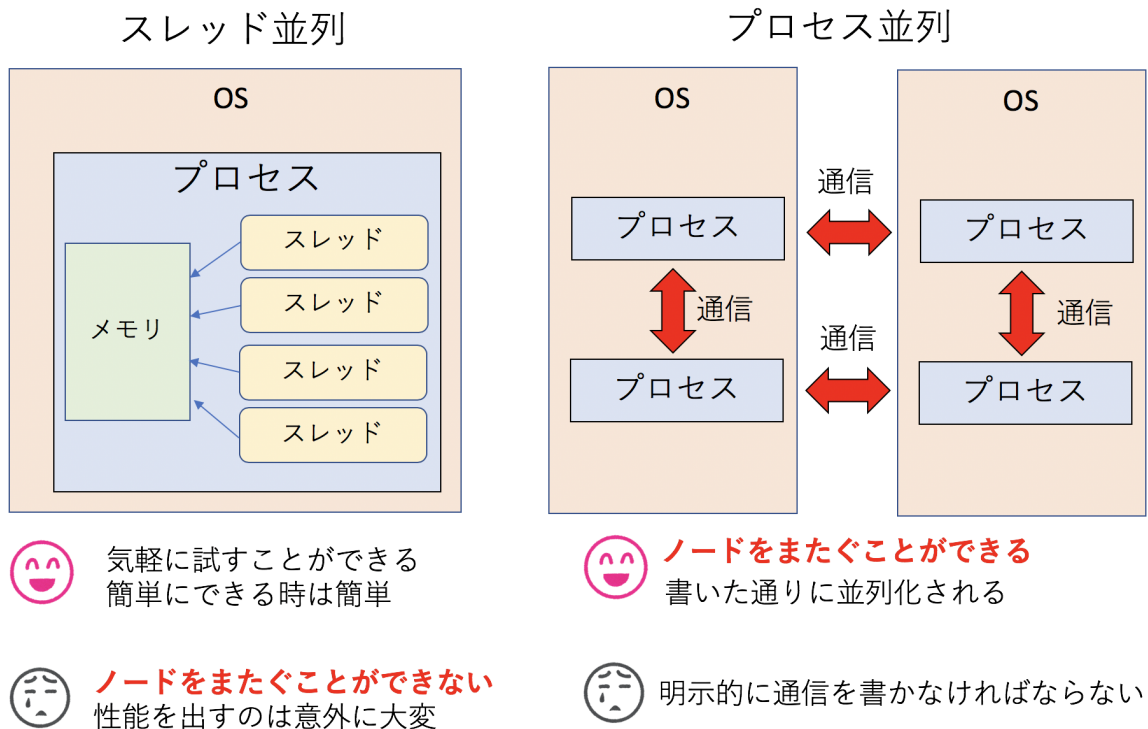 スレッド並列
OS
プロセス
メモリ
スレッド
スレッド
スレッド
スレッド
気軽に試すことができる
簡単にできる時は簡単
ノードをまたぐことができない
性能を出すのは意外に大変
プロセス並列
OS
OS
プロセス
通信
プロセス
通信
通信
プロセス
通信
プロセス
ノードをまたぐことができる
書いた通りに並列化される
明示的に通信を書かなければならない